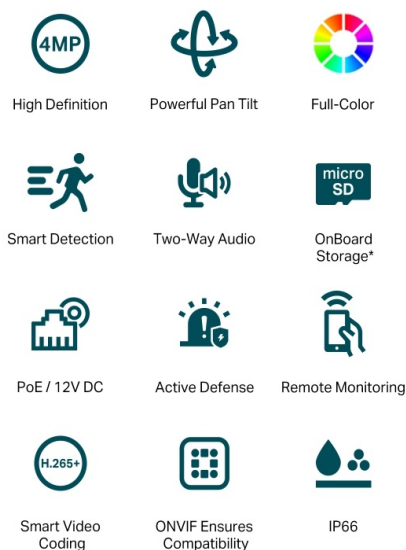 4MP
High Definition
Powerful Pan Tilt
Full-Color
Smart Detection
Two-Way Audio
micro
SD
OnBoard
Storage*
PoE / 12V DC
Active Defense
Remote Monitoring
H.265+
Smart Video
Coding
ONVIF Ensures
Compatibility
IP66